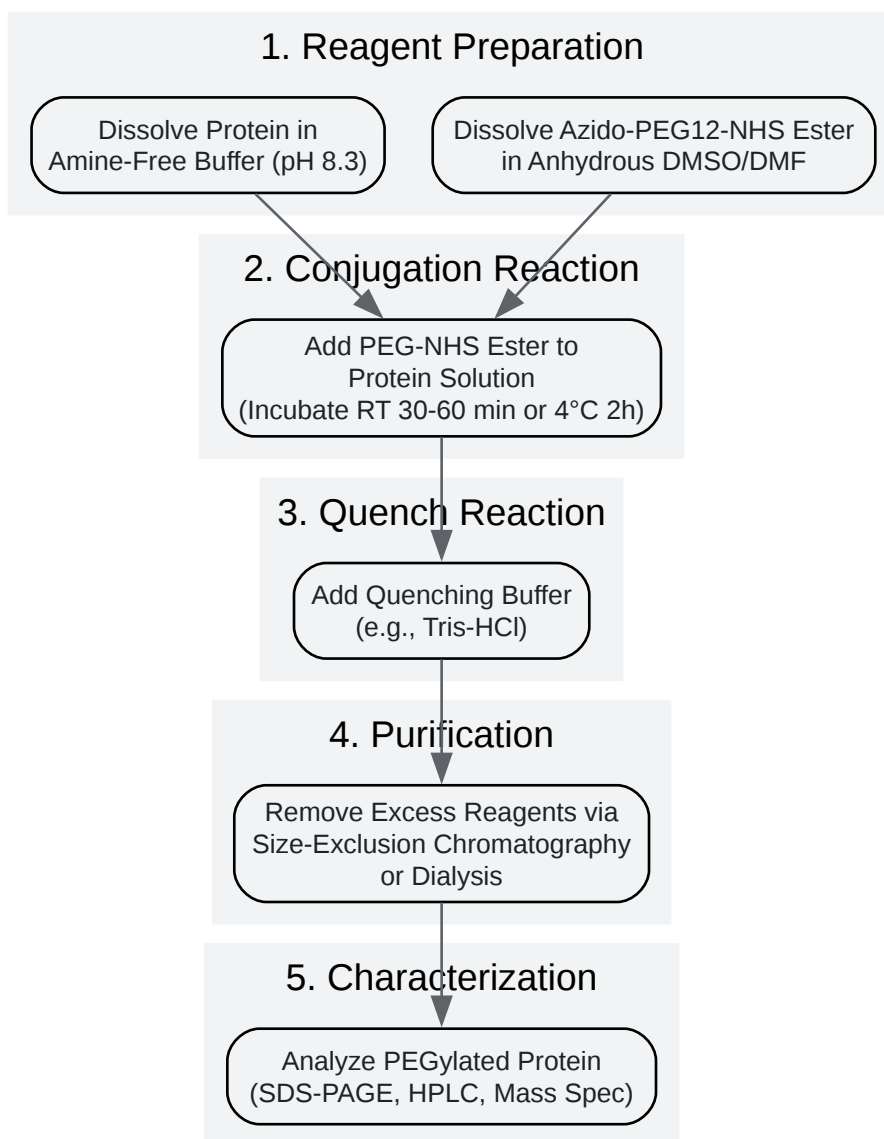 1. Reagent Preparation
Dissolve Protein in
Amine-Free Buffer (pH 8.3)
Dissolve Azido-PEG12-NHS Ester
in Anhydrous DMSO/DMF
2. Conjugation Reaction
Add PEG-NHS Ester to
Protein Solution
(Incubate RT 30-60 min or 4°C 2h)
3. Quench Reaction
Add Quenching Buffer
(e.g., Tris-HCl)
4. Purification
Remove Excess Reagents via
Size-Exclusion Chromatography
or Dialysis
5. Characterization
Analyze PEGylated Protein
(SDS-PAGE, HPLC, Mass Spec)